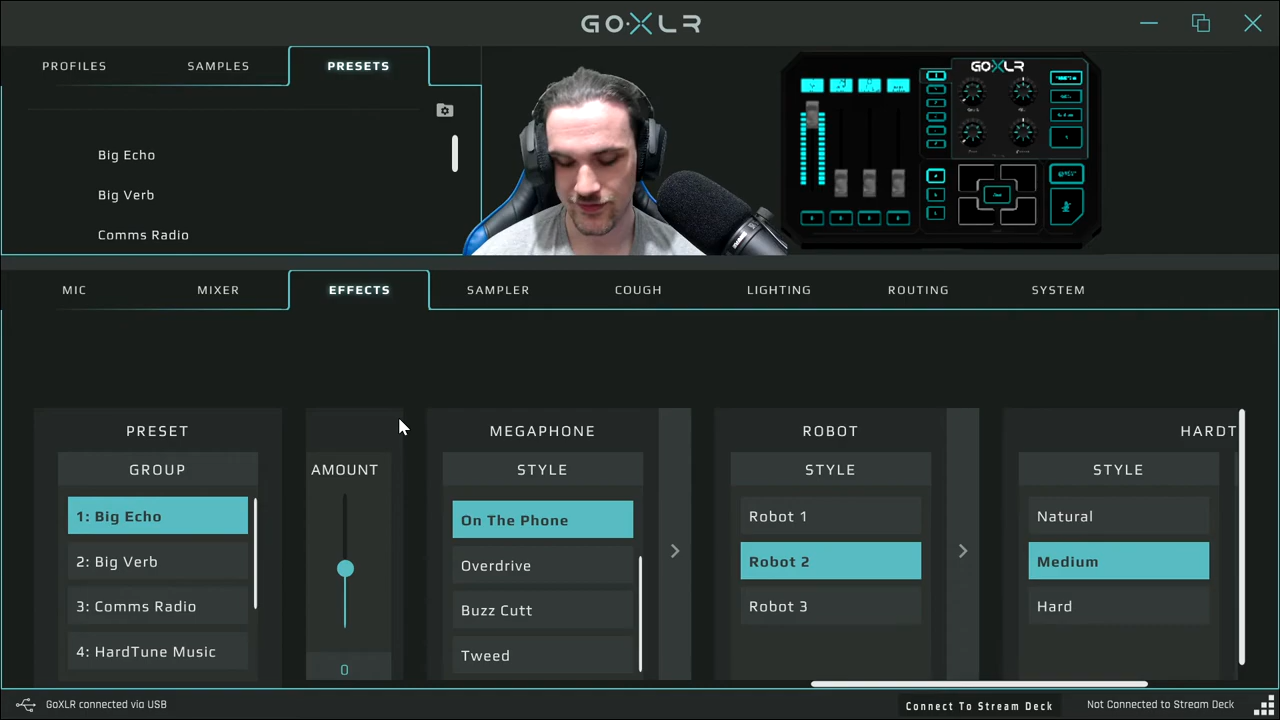 GO·XLR
PROFILES
SAMPLES
PRESETS
Big Echo
Big Verb
Comms Radio
GOXLR
MIC
MIXER
EFFECTS
SAMPLER
COUGH
LIGHTING
ROUTING
SYSTEM
PRESET
GROUP
1: Big Echo
2: Big Verb
3: Comms Radio
4: HardTune Music
AMOUNT
0
MEGAPHONE
STYLE
On The Phone
Overdrive
Buzz Cutt
Tweed
ROBOT
STYLE
Robot 1
Robot 2
Robot 3
HARDT
STYLE
Natural
Medium
Hard
GoXLR connected via USB
Connect To Stream Deck
Not Connected to Stream Deck